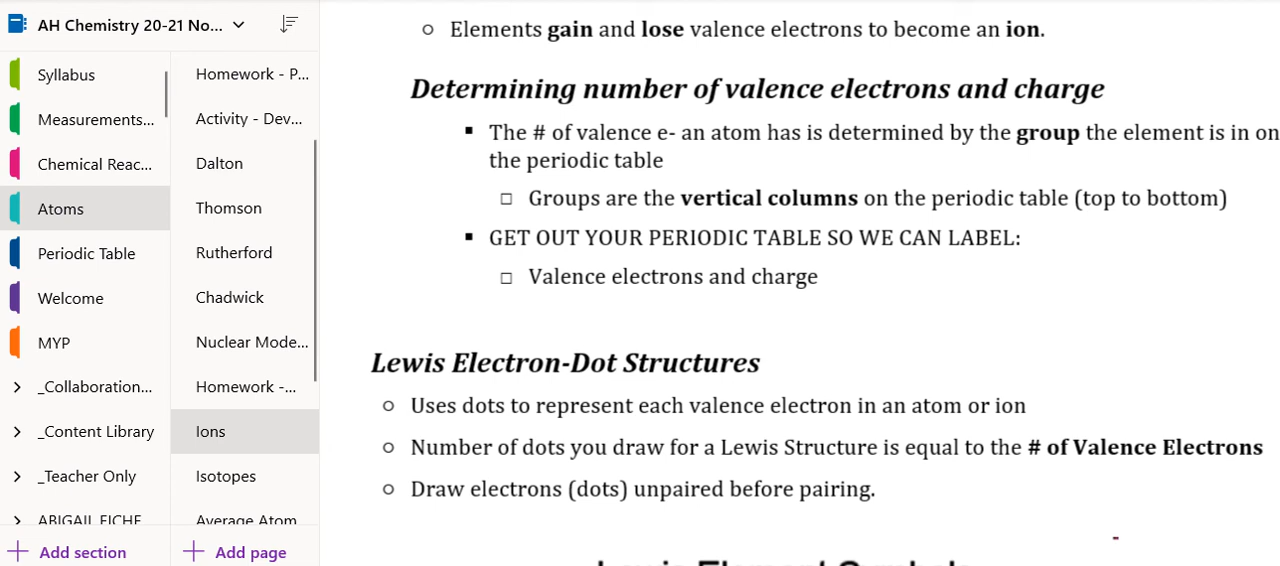 AH Chemistry 20-21 No...
Syllabus
Measurements...
Chemical Reac...
Atoms
Periodic Table
Welcome
MYP
_Collaboration...
_Content Library
_Teacher Only
+ Add section
Homework - P...
Activity - Dev...
Dalton
Thomson
Rutherford
Chadwick
Nuclear Mode...
Homework -...
Ions
Isotopes
Average Atom
+ Add page
Elements gain and lose valence electrons to become an ion.
Determining number of valence electrons and charge
The # of valence e- an atom has is determined by the group the element is in on
the periodic table
Groups are the vertical columns on the periodic table (top to bottom)
GET OUT YOUR PERIODIC TABLE SO WE CAN LABEL:
Valence electrons and charge
Lewis Electron-Dot Structures
Uses dots to represent each valence electron in an atom or ion
Number of dots you draw for a Lewis Structure is equal to the # of Valence Electrons
Draw electrons (dots) unpaired before pairing.